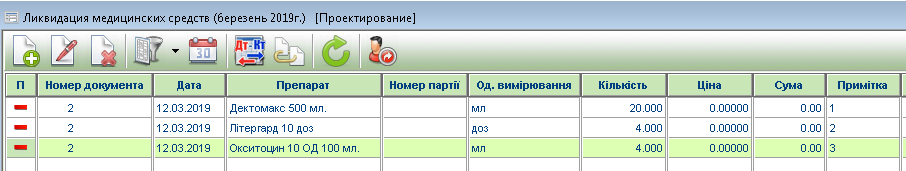 Ликвидация медицинских средств (березень 2019г.) [Проектирование]
Дт-Кт
П Номер документа Дата Препарат Номер партії Од. вимірювання Кількість Ціна Сума Примітка
2 12.03.2019 Дектомакс 500 мл. мл 20.000 0.00000 0.00 1
2 12.03.2019 Літергард 10 доз доз 4.000 0.00000 0.00 2
2 12.03.2019 Окситоцин 10 ОД 100 мл. мл 4.000 0.00000 0.00 3